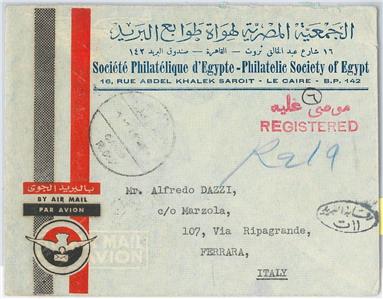 الجمعية المصرية لهواة طوابع البريد
١٦ شارع عبد الخالق ثروت - القاهرة - صندوق البريد ١٤٢
Société Philatélique d'Egypte - Philatelic Society of Egypt
16, RUE ABDEL KHALEK SAROIT - LE CAIRE - B.P. 142
٦
موصى عليه
REGISTERED
بالبريد الجوى
BY AIR MAIL
PAR AVION
MAIL
AVION
Mr. Alfredo DAZZI,
c/o Marzola,
107, Via Ripagrande,
FERRARA,
ITALY